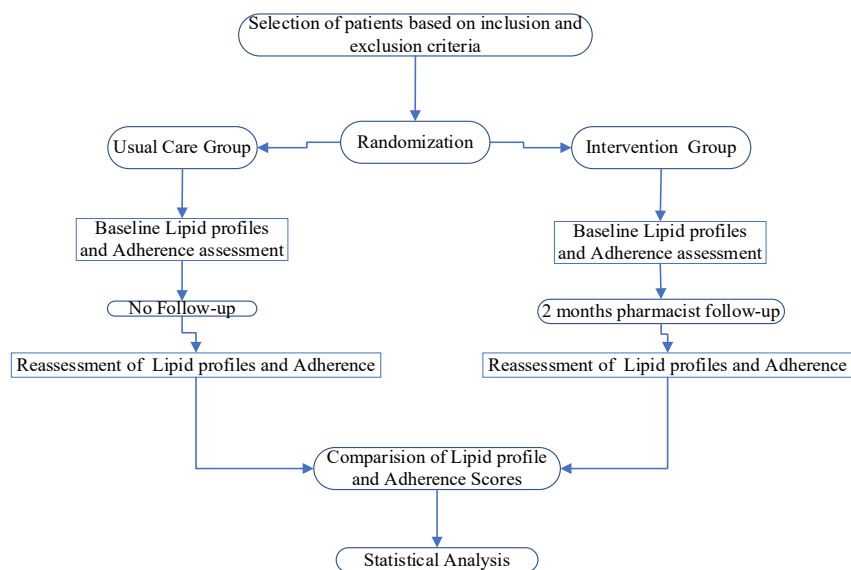 Selection of patients based on inclusion and
exclusion criteria
Usual Care Group
Randomization
Intervention Group
Baseline Lipid profiles
and Adherence assessment
Baseline Lipid profiles
and Adherence assessment
No Follow-up
2 months pharmacist follow-up
Reassessment of Lipid profiles and Adherence
Reassessment of Lipid profiles and Adherence
Comparision of Lipid profile
and Adherence Scores
Statistical Analysis